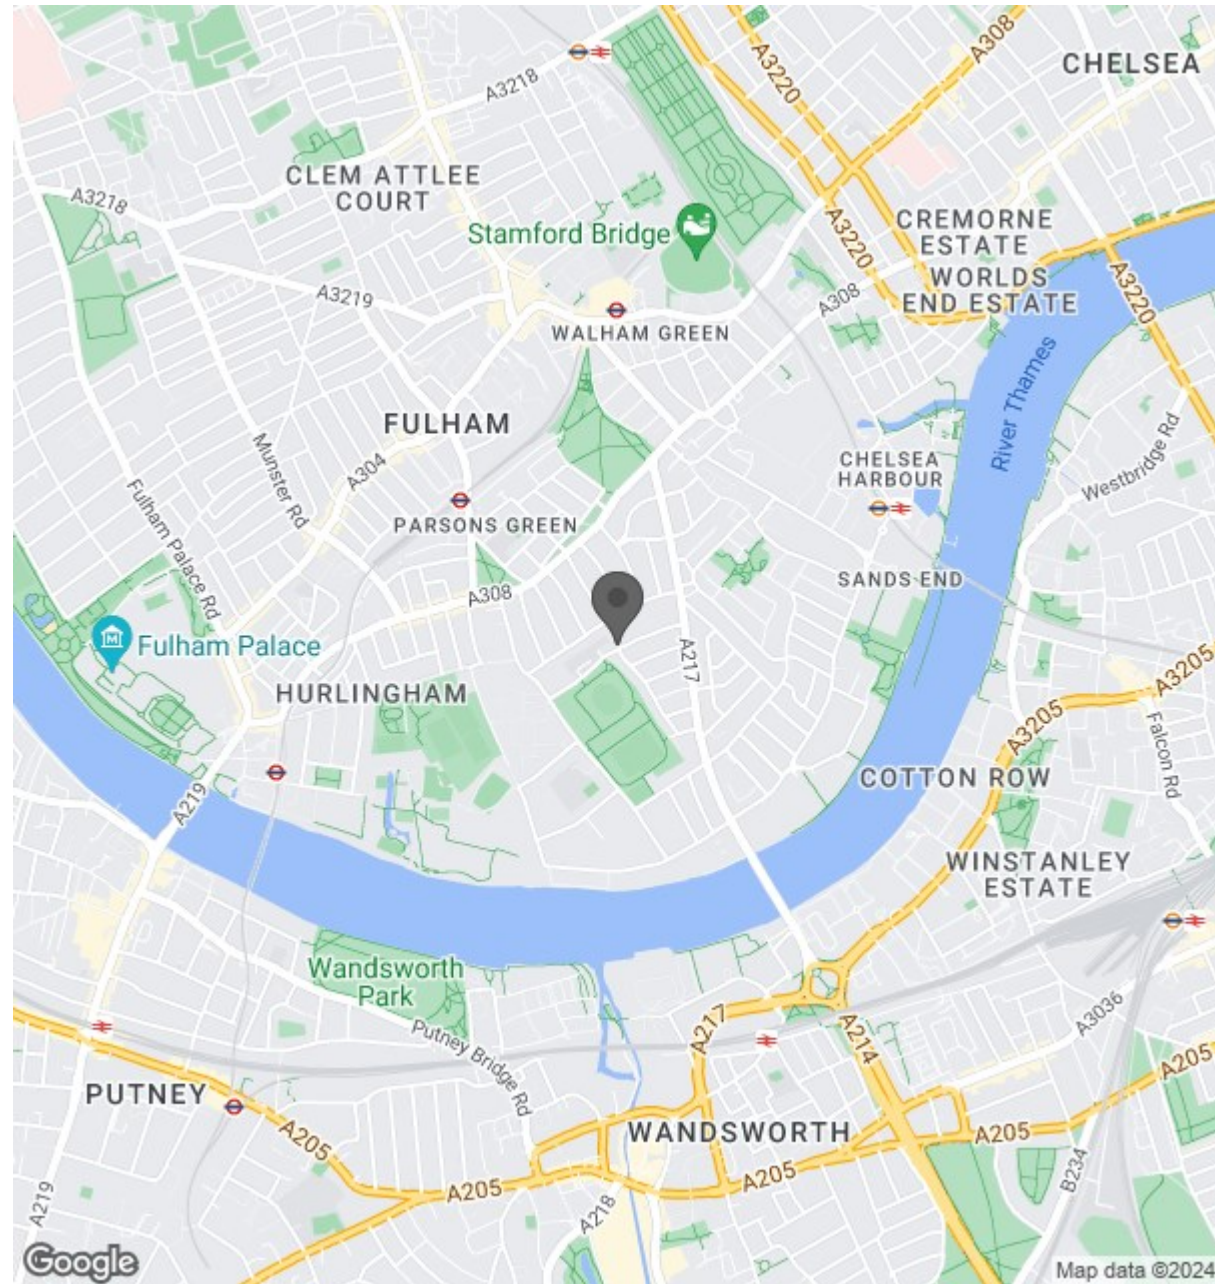 CHELSEA
A308
A3220
A3218
CLEM ATTLEE
COURT
A3218
Stamford Bridge
A3220
CREMORNE
ESTATE
WORLDS
END ESTATE
A3220
A3219
A308
WALHAM GREEN
River Thames
FULHAM
Munster Rd
A304
Fulham Palace Rd
CHELSEA
HARBOUR
Westbridge Rd
PARSONS GREEN
SANDS END
A308
Fulham Palace
A217
HURLINGHAM
A3205
A3205
Falcon Rd
COTTON ROW
A219
WINSTANLEY
ESTATE
Wandsworth
Park
Putney Bridge Rd
A217
A214
A3036
A205
PUTNEY
A205
WANDSWORTH
A205
A205
A205
B234
A218
A219
Google
Map data ©2024